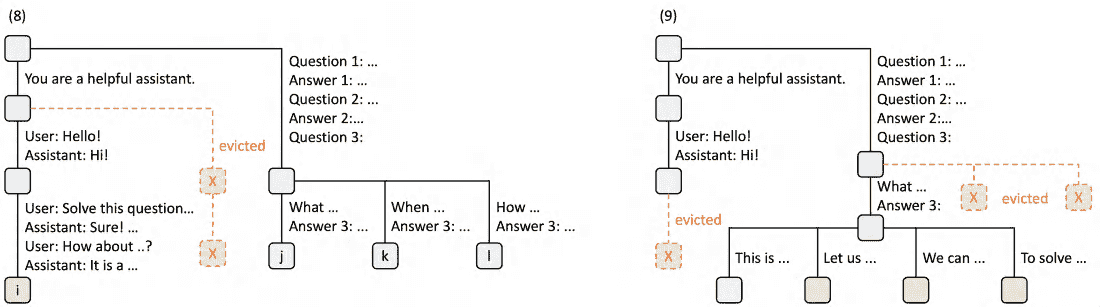 (8)
You are a helpful assistant.
User: Hello!
Assistant: Hi!
evicted
X
User: Solve this question...
Assistant: Sure! ...
User: How about ..?
Assistant: It is a ...
X
i
Question 1: ...
Answer 1: ...
Question 2: ...
Answer 2:...
Question 3:
What ...
Answer 3: ...
When ...
Answer 3: ...
How ...
Answer 3: ...
j
k
l
(9)
You are a helpful assistant.
User: Hello!
Assistant: Hi!
evicted
X
Question 1: ...
Answer 1: ...
Question 2: ...
Answer 2:...
Question 3:
What ...
Answer 3:
X
evicted
X
This is ...
Let us ...
We can ...
To solve ...